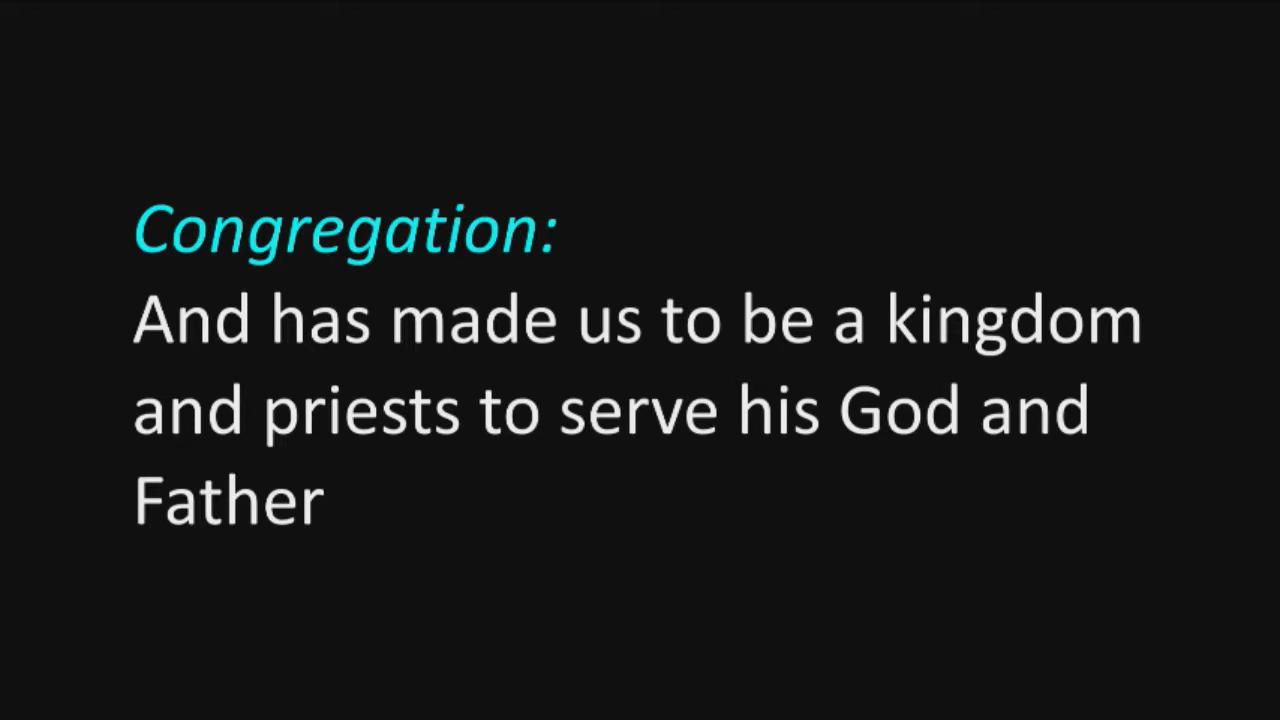 Congregation:
And has made us to be a kingdom
and priests to serve his God and
Father